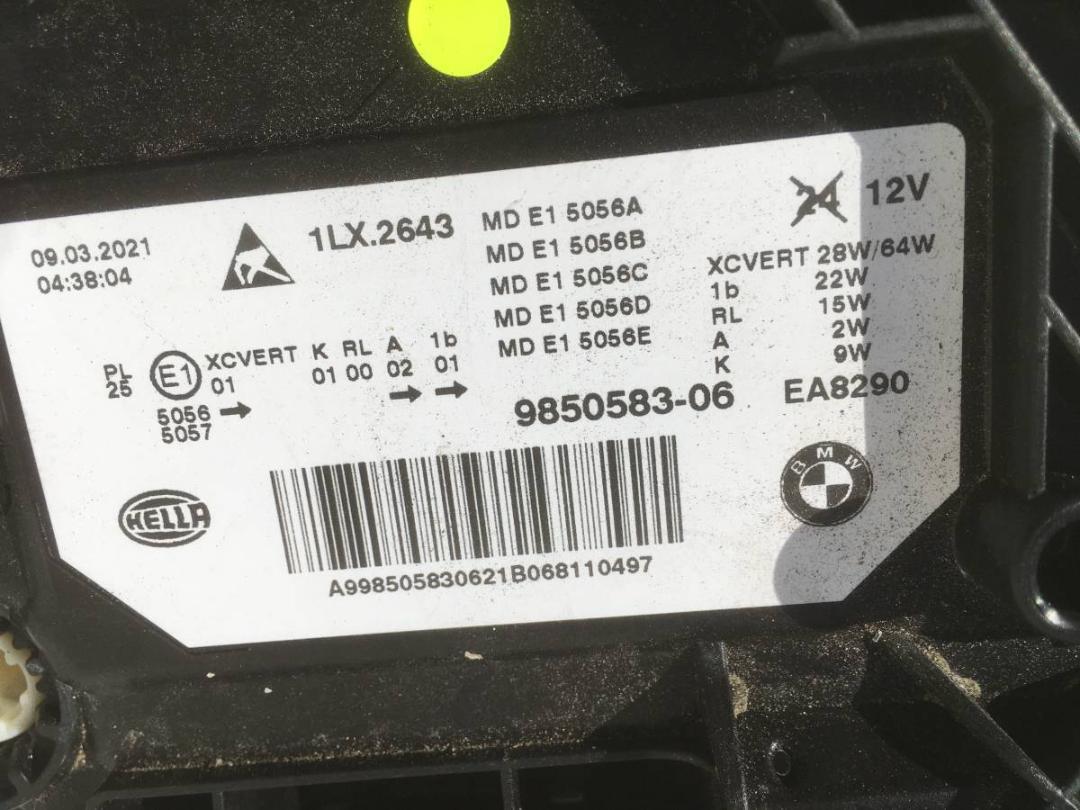 09.03.2021
04:38:04
1LX.2643
MD E1 5056A
MD E1 5056B
MD E1 5056C
MD E1 5056D
MD E1 5056E
24 12V
XCVERT 28W/64W
1b 22W
RL 15W
A 2W
K 9W
PL
25
E1
XCVERT K RL A 1b
01 01 00 02 01
5056
5057
9850583-06
EA8290
HELLA
BMW
A998505830621B068110497